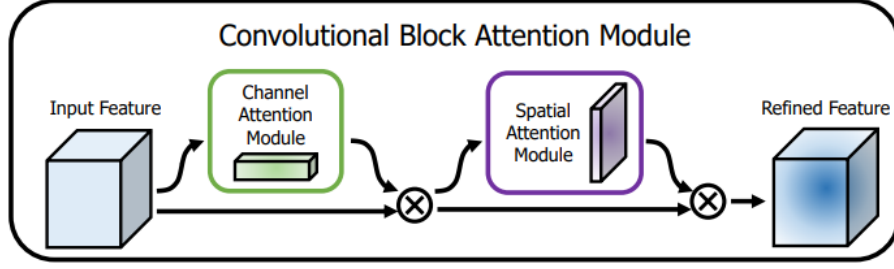 Convolutional Block Attention Module
Input Feature
Channel
Attention
Module
Spatial
Attention
Module
Refined Feature